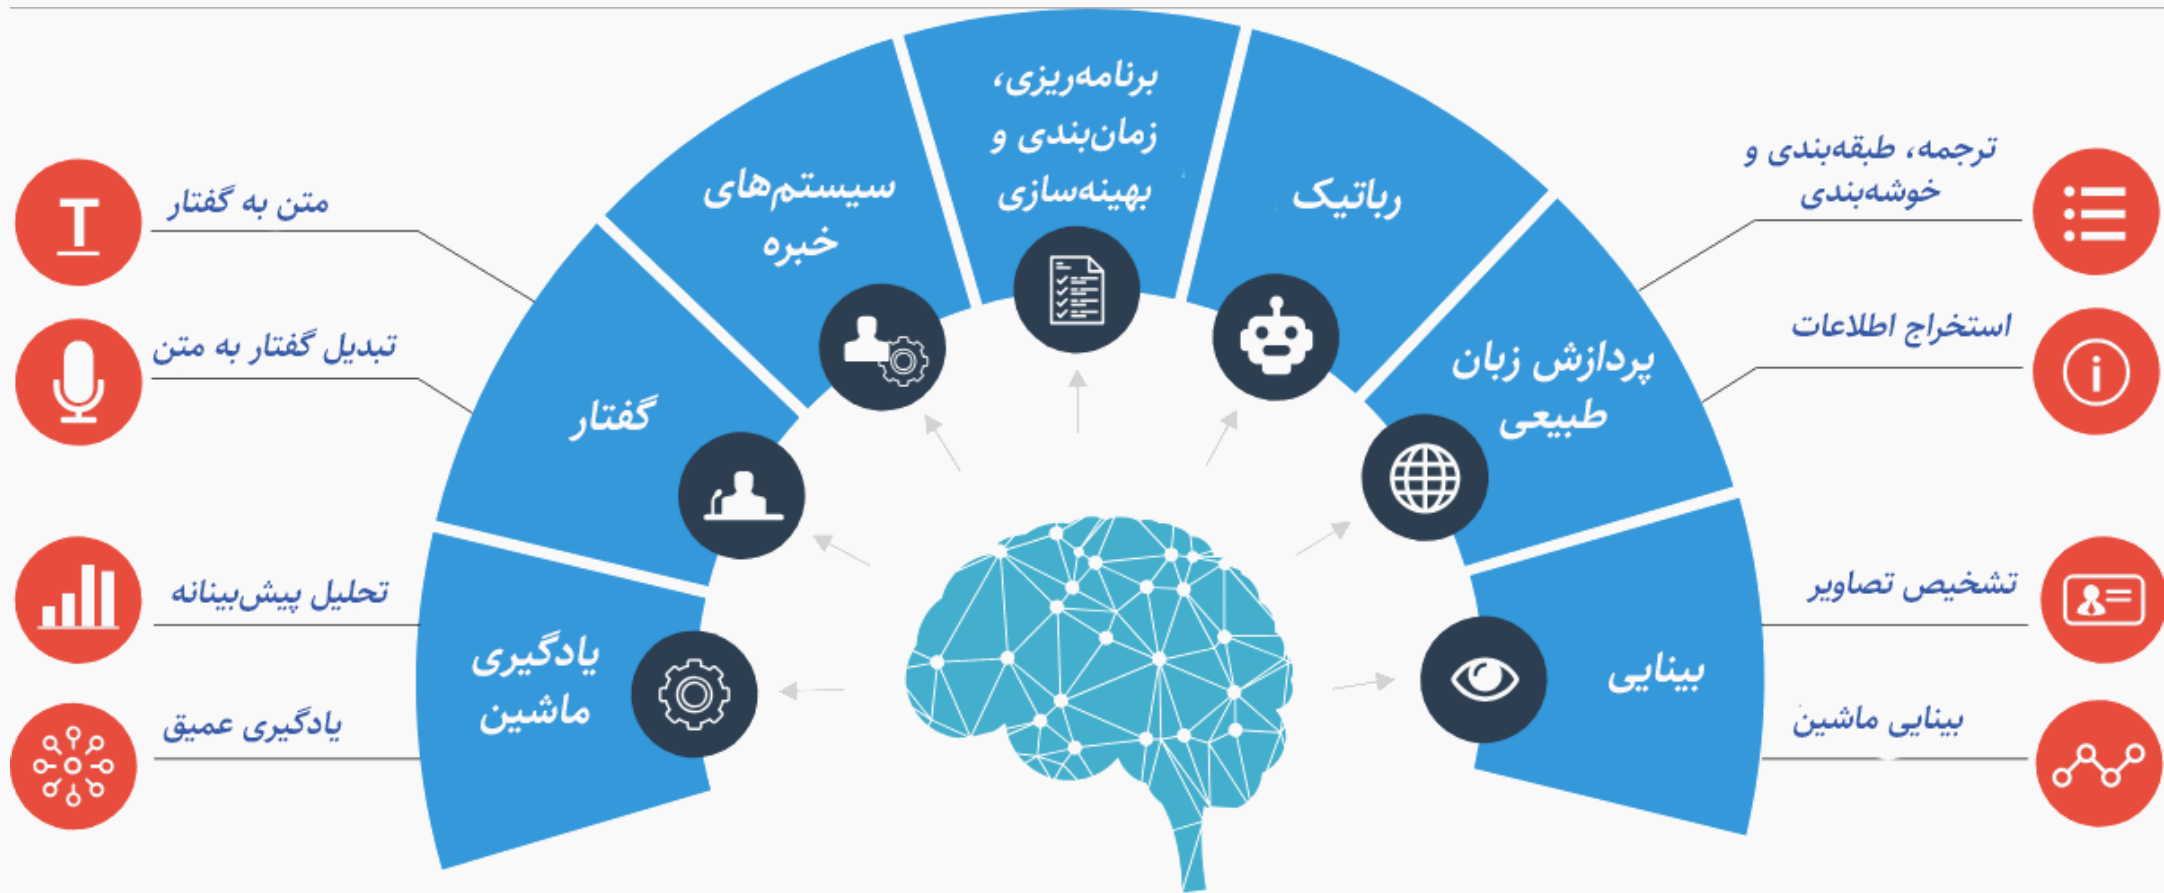 برنامه‌ریزی،
زمان‌بندی و
بهینه‌سازی
رباتیک
سیستم‌های
خبره
ترجمه، طبقه‌بندی و
خوشه‌بندی
استخراج اطلاعات
پردازش زبان
طبیعی
متن به گفتار
تبدیل گفتار به متن
گفتار
تشخیص تصاویر
بینایی ماشین
بینایی
تحلیل پیش‌بینانه
یادگیری عمیق
یادگیری
ماشین